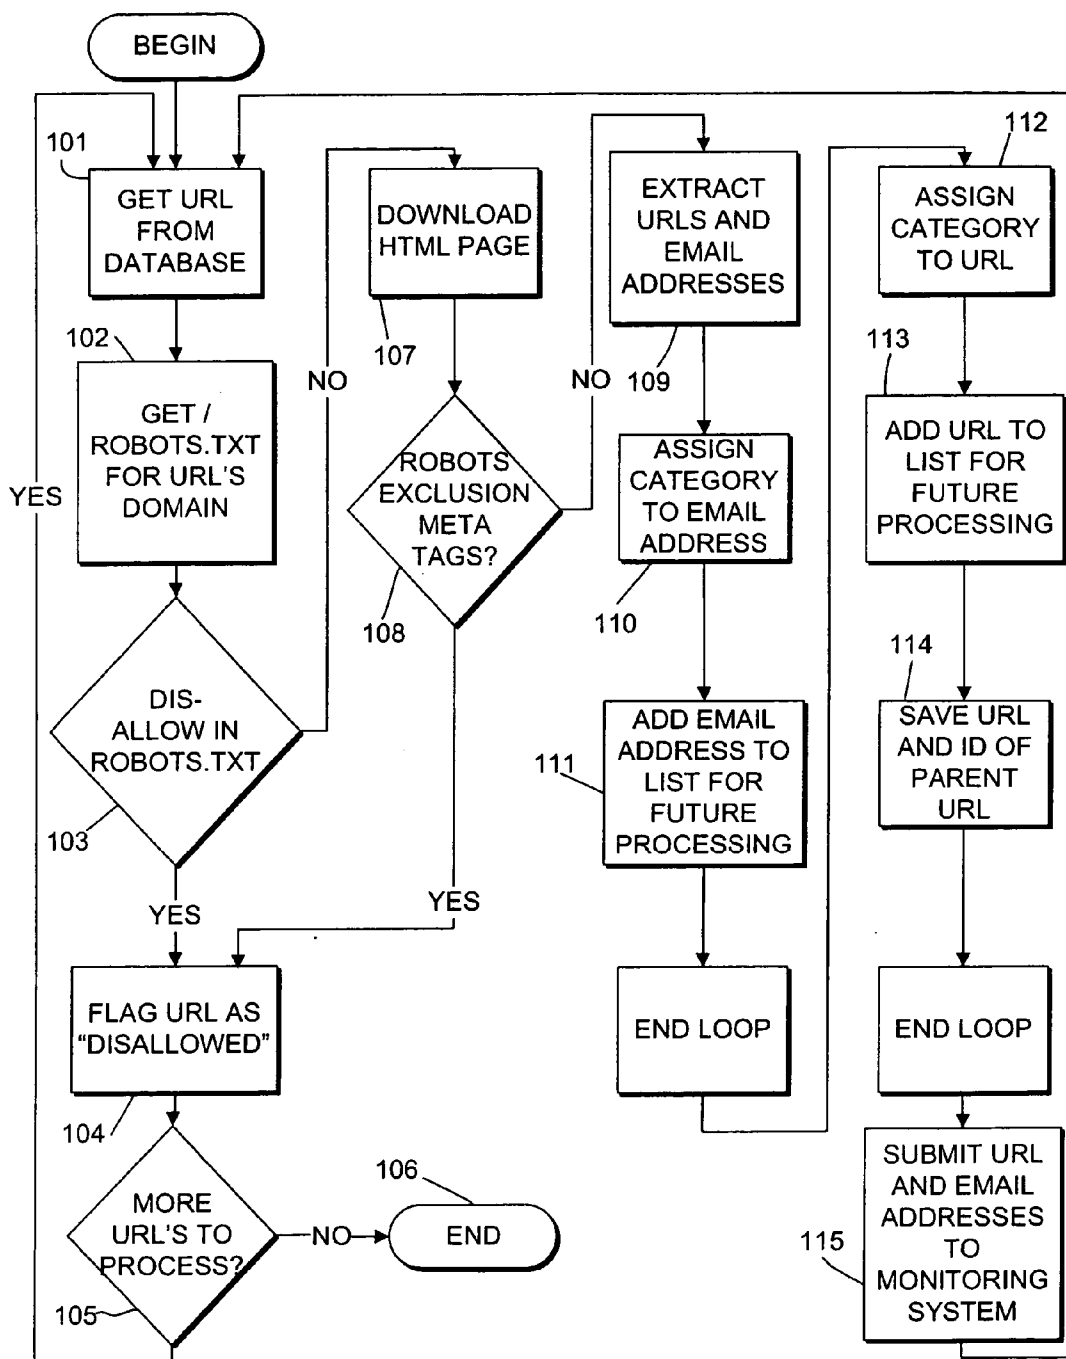 BEGIN
101
GET URL
FROM
DATABASE
102
GET /
ROBOTS.TXT
FOR URL'S
DOMAIN
YES
DIS-
ALLOW IN
ROBOTS.TXT
103
YES
FLAG URL AS
“DISALLOWED”
104
MORE
URL'S TO
PROCESS?
105
NO
106
END
NO
DOWNLOAD
HTML PAGE
107
ROBOTS
EXCLUSION
META
TAGS?
108
YES
NO
EXTRACT
URLS AND
EMAIL
ADDRESSES
109
ASSIGN
CATEGORY
TO EMAIL
ADDRESS
110
ADD EMAIL
ADDRESS TO
LIST FOR
FUTURE
PROCESSING
111
END LOOP
112
ASSIGN
CATEGORY
TO URL
113
ADD URL TO
LIST FOR
FUTURE
PROCESSING
114
SAVE URL
AND ID OF
PARENT
URL
END LOOP
SUBMIT URL
AND EMAIL
ADDRESSES
TO
MONITORING
SYSTEM
115